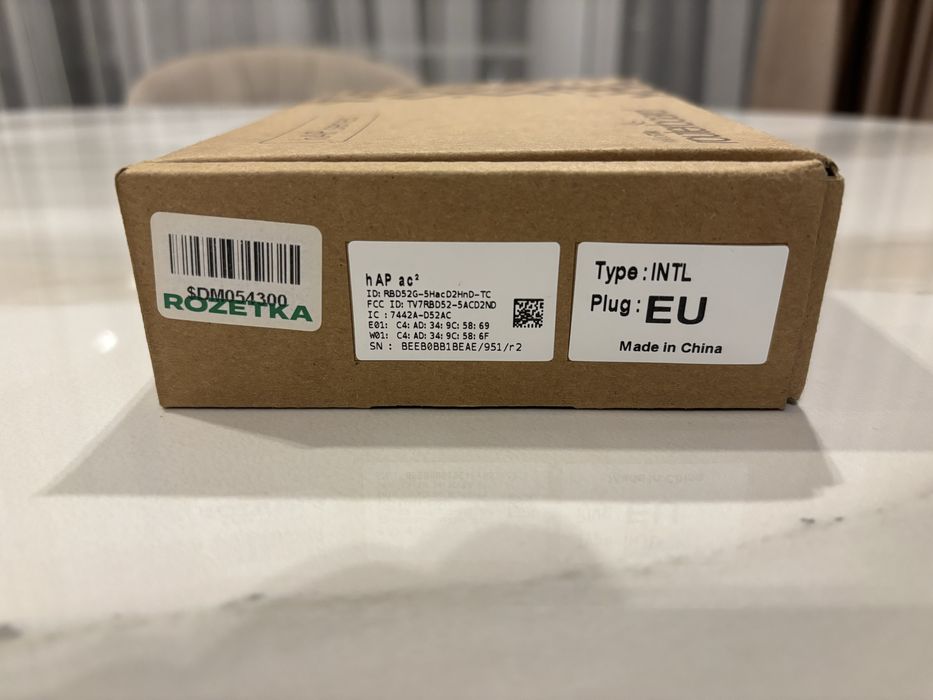 $DM054300
ROZETKA
hAP ac²
ID: RBD52G-5HacD2HnD-TC
FCC ID: TV7RBD52-5ACD2ND
IC : 7442A-D52AC
E01: C4: AD: 34: 9C: 58: 69
W01: C4: AD: 34: 9C: 58: 6F
SN : BEEB0BB1BEAE/951/r2
Type : INTL
Plug : EU
Made in China